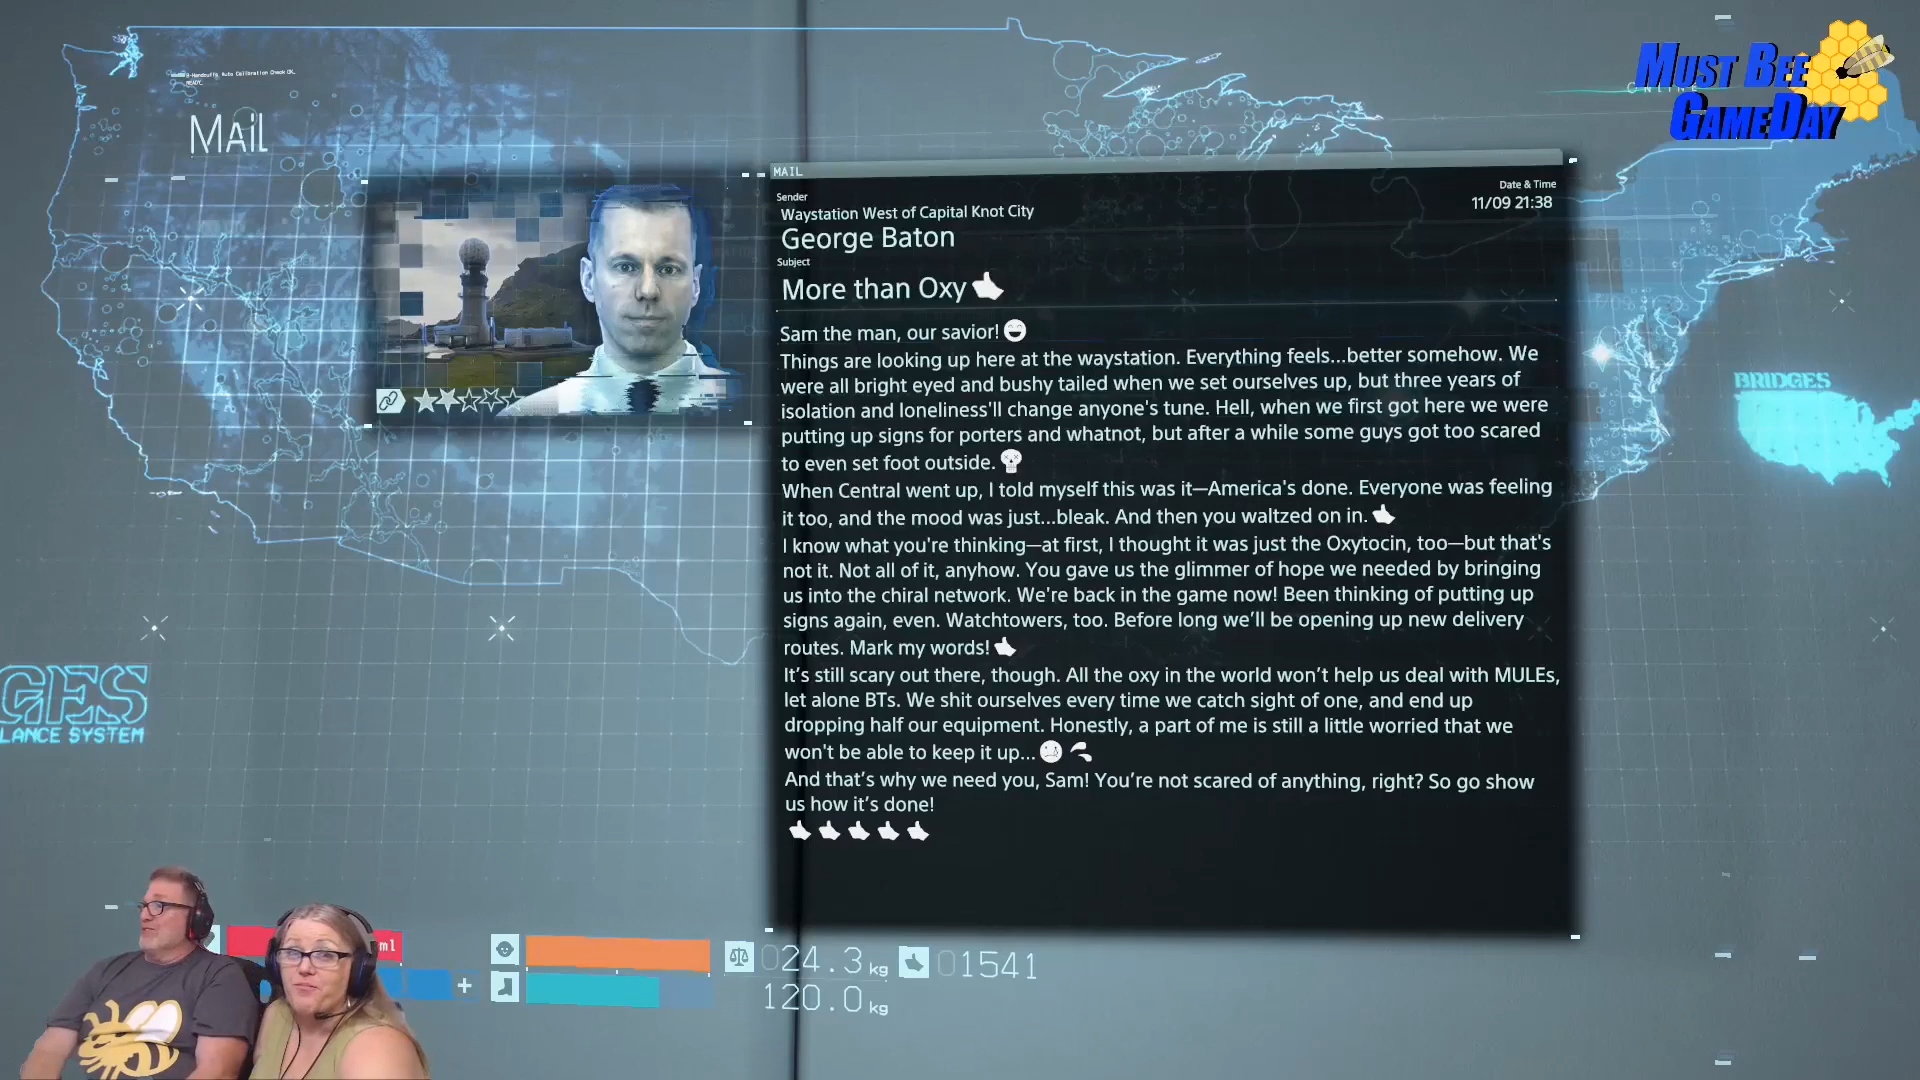 MUST BEE
GAMEDAY
ONLINE
READY.
MAiL
MAIL
Sender
Date & Time
Waystation West of Capital Knot City
11/09 21:38
George Baton
Subject
More than Oxy
Sam the man, our savior!
Things are looking up here at the waystation. Everything feels...better somehow. We
were all bright eyed and bushy tailed when we set ourselves up, but three years of
isolation and loneliness'll change anyone's tune. Hell, when we first got here we were
putting up signs for porters and whatnot, but after a while some guys got too scared
to even set foot outside.
When Central went up, I told myself this was it—America's done. Everyone was feeling
it too, and the mood was just...bleak. And then you waltzed on in.
I know what you're thinking—at first, I thought it was just the Oxytocin, too—but that's
not it. Not all of it, anyhow. You gave us the glimmer of hope we needed by bringing
us into the chiral network. We're back in the game now! Been thinking of putting up
signs again, even. Watchtowers, too. Before long we’ll be opening up new delivery
routes. Mark my words!
It’s still scary out there, though. All the oxy in the world won’t help us deal with MULEs,
let alone BTs. We shit ourselves every time we catch sight of one, and end up
dropping half our equipment. Honestly, a part of me is still a little worried that we
won't be able to keep it up...
And that’s why we need you, Sam! You’re not scared of anything, right? So go show
us how it’s done!
BRIDGES
GES
LANCE SYSTEM
ml
024.3 kg
01541
120.0 kg